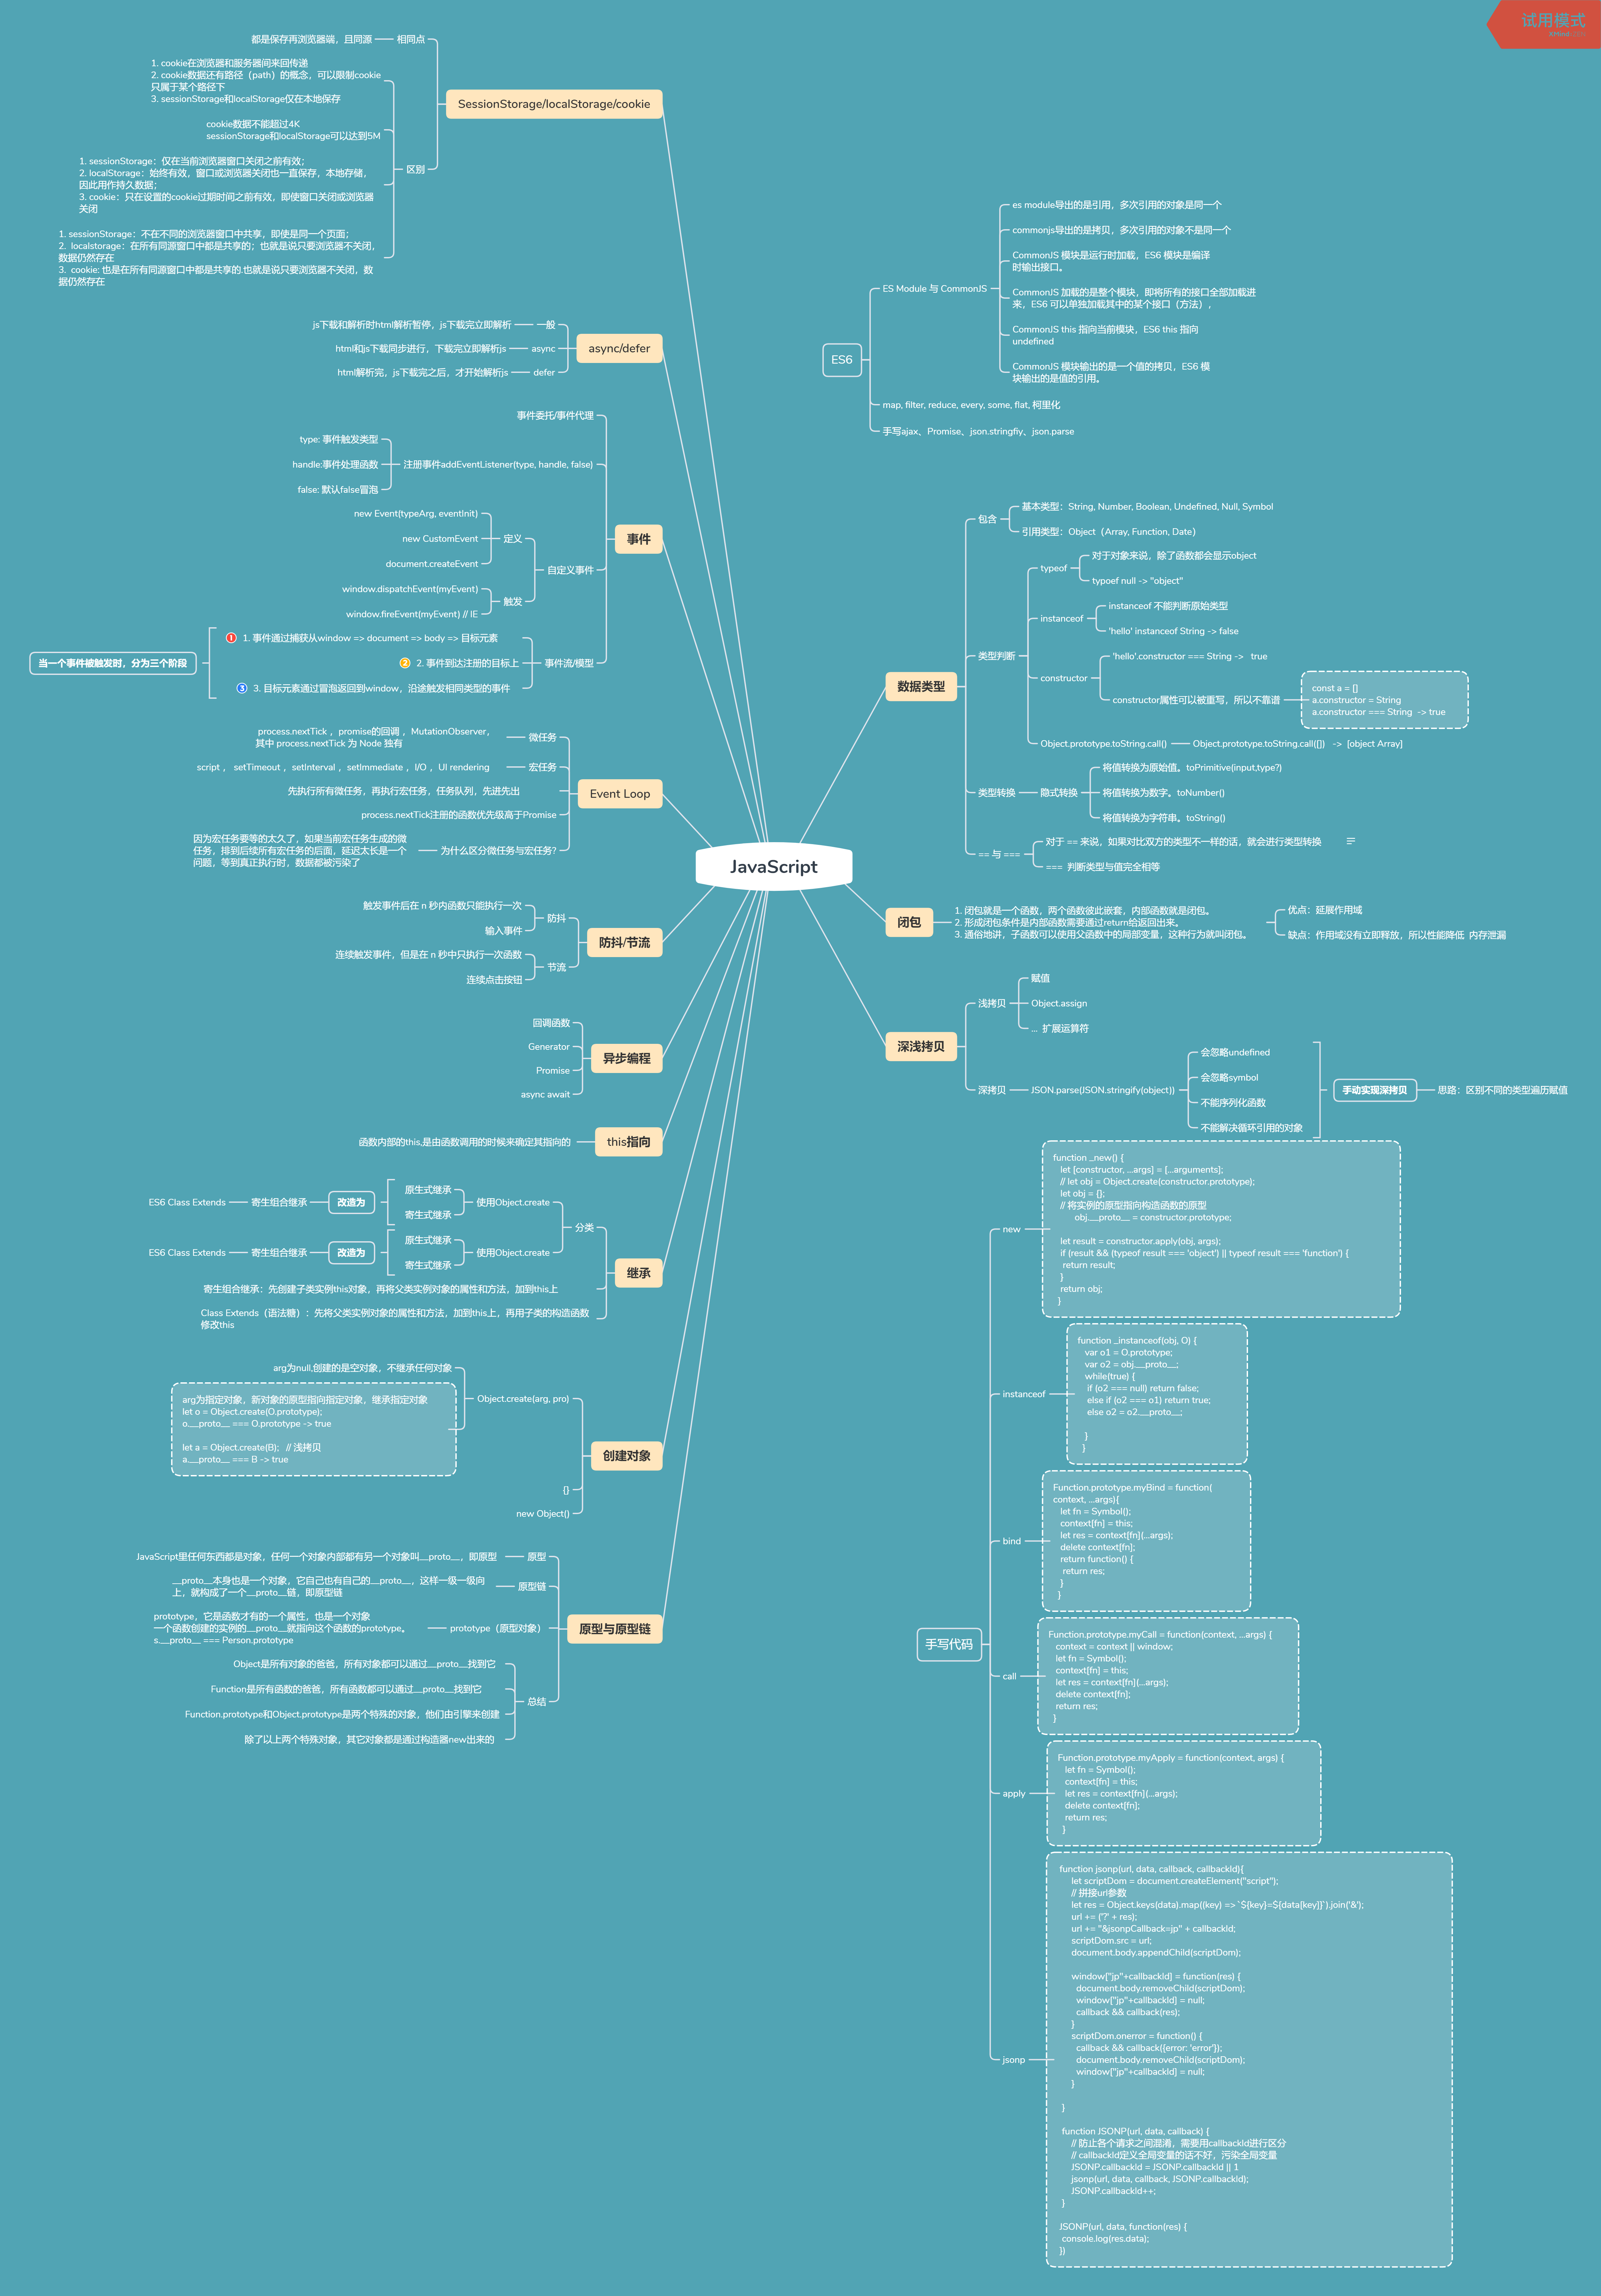 试用模式
XMind
JavaScript
SessionStorage/localStorage/cookie
相同点
都是保存再浏览器端，且同源
区别
1. cookie在浏览器和服务器间来回传递
2. cookie数据还有路径（path）的概念，可以限制cookie
只属于某个路径下
3. sessionStorage和localStorage仅在本地保存
cookie数据不能超过4K
sessionStorage和localStorage可以达到5M
1. sessionStorage：仅在当前浏览器窗口关闭之前有效；
2. localStorage：始终有效，窗口或浏览器关闭也一直保存，本地存储，
因此用作持久数据；
3. cookie：只在设置的cookie过期时间之前有效，即使窗口关闭或浏览器
关闭
1. sessionStorage：不在不同的浏览器窗口中共享，即使是同一个页面；
2. localstorage：在所有同源窗口中都是共享的；也就是说只要浏览器不关闭，
数据仍然存在
3. cookie: 也是在所有同源窗口中都是共享的.也就是说只要浏览器不关闭，数
据仍然存在
async/defer
一般
js下载和解析时html解析暂停，js下载完立即解析
async
html和js下载同步进行，下载完立即解析js
defer
html解析完，js下载完之后，才开始解析js
事件
事件委托/事件代理
注册事件addEventListener(type, handle, false)
type: 事件触发类型
handle:事件处理函数
false: 默认false冒泡
自定义事件
定义
new Event(typeArg, eventInit)
new CustomEvent
document.createEvent
触发
window.dispatchEvent(myEvent)
window.fireEvent(myEvent) // IE
事件流/模型
1 1. 事件通过捕获从window => document => body => 目标元素
2 2. 事件到达注册的目标上
3 3. 目标元素通过冒泡返回到window，沿途触发相同类型的事件
当一个事件被触发时，分为三个阶段
Event Loop
微任务
process.nextTick ，promise的回调 ，MutationObserver，
其中 process.nextTick 为 Node 独有
宏任务
script ， setTimeout ，setInterval ，setImmediate ，I/O ，UI rendering
先执行所有微任务，再执行宏任务，任务队列，先进先出
process.nextTick注册的函数优先级高于Promise
为什么区分微任务与宏任务?
因为宏任务要等的太久了，如果当前宏任务生成的微
任务，排到后续所有宏任务的后面，延迟太长是一个
问题，等到真正执行时，数据都被污染了
防抖/节流
防抖
触发事件后在 n 秒内函数只能执行一次
输入事件
节流
连续触发事件，但是在 n 秒中只执行一次函数
连续点击按钮
异步编程
回调函数
Generator
Promise
async await
this指向
函数内部的this,是由函数调用的时候来确定其指向的
继承
分类
使用Object.create
原生式继承
寄生式继承
改造为
寄生组合继承
ES6 Class Extends
使用Object.create
原生式继承
寄生式继承
改造为
寄生组合继承
ES6 Class Extends
寄生组合继承：先创建子类实例this对象，再将父类实例对象的属性和方法，加到this上
Class Extends（语法糖）：先将父类实例对象的属性和方法，加到this上，再用子类的构造函数
修改this
创建对象
Object.create(arg, pro)
arg为null,创建的是空对象，不继承任何对象
arg为指定对象，新对象的原型指向指定对象，继承指定对象
let o = Object.create(O.prototype);
o.__proto__ === O.prototype -> true
let a = Object.create(B); // 浅拷贝
a.__proto__ === B -> true
{}
new Object()
原型与原型链
原型
JavaScript里任何东西都是对象，任何一个对象内部都有另一个对象叫__proto__，即原型
原型链
__proto__本身也是一个对象，它自己也有自己的__proto__，这样一级一级向
上，就构成了一个__proto__链，即原型链
prototype（原型对象）
prototype，它是函数才有的一个属性，也是一个对象
一个函数创建的实例的__proto__就指向这个函数的prototype。
s.__proto__ === Person.prototype
总结
Object是所有对象的爸爸，所有对象都可以通过__proto__找到它
Function是所有函数的爸爸，所有函数都可以通过__proto__找到它
Function.prototype和Object.prototype是两个特殊的对象，他们由引擎来创建
除了以上两个特殊对象，其它对象都是通过构造器new出来的
ES6
ES Module 与 CommonJS
es module导出的是引用，多次引用的对象是同一个
commonjs导出的是拷贝，多次引用的对象不是同一个
CommonJS 模块是运行时加载，ES6 模块是编译
时输出接口。
CommonJS 加载的是整个模块，即将所有的接口全部加载进
来，ES6 可以单独加载其中的某个接口（方法），
CommonJS this 指向当前模块，ES6 this 指向
undefined
CommonJS 模块输出的是一个值的拷贝，ES6 模
块输出的是值的引用。
map, filter, reduce, every, some, flat, 柯里化
手写ajax、Promise、json.stringfiy、json.parse
数据类型
包含
基本类型：String, Number, Boolean, Undefined, Null, Symbol
引用类型：Object（Array, Function, Date）
类型判断
typeof
对于对象来说，除了函数都会显示object
typoef null -> "object"
instanceof
instanceof 不能判断原始类型
'hello' instanceof String -> false
constructor
'hello'.constructor === String -> true
constructor属性可以被重写，所以不靠谱
const a = []
a.constructor = String
a.constructor === String -> true
Object.prototype.toString.call()
Object.prototype.toString.call([]) -> [object Array]
类型转换
隐式转换
将值转换为原始值。toPrimitive(input,type?)
将值转换为数字。toNumber()
将值转换为字符串。toString()
== 与 ===
对于 == 来说，如果对比双方的类型不一样的话，就会进行类型转换
=== 判断类型与值完全相等
闭包
1. 闭包就是一个函数，两个函数彼此嵌套，内部函数就是闭包。
2. 形成闭包条件是内部函数需要通过return给返回出来。
3. 通俗地讲，子函数可以使用父函数中的局部变量，这种行为就叫闭包。
优点：延展作用域
缺点：作用域没有立即释放，所以性能降低 内存泄漏
深浅拷贝
浅拷贝
赋值
Object.assign
... 扩展运算符
深拷贝
JSON.parse(JSON.stringify(object))
会忽略undefined
会忽略symbol
不能序列化函数
不能解决循环引用的对象
手动实现深拷贝
思路：区别不同的类型遍历赋值
手写代码
new
function _new() {
let [constructor, ...args] = [...arguments];
// let obj = Object.create(constructor.prototype);
let obj = {};
// 将实例的原型指向构造函数的原型
obj.__proto__ = constructor.prototype;
let result = constructor.apply(obj, args);
if (result && (typeof result === 'object') || typeof result === 'function') {
return result;
}
return obj;
}
instanceof
function _instanceof(obj, O) {
var o1 = O.prototype;
var o2 = obj.__proto__;
while(true) {
if (o2 === null) return false;
else if (o2 === o1) return true;
else o2 = o2.__proto__;
}
}
bind
Function.prototype.myBind = function(
context, ...args){
let fn = Symbol();
context[fn] = this;
let res = context[fn](...args);
delete context[fn];
return function() {
return res;
}
}
call
Function.prototype.myCall = function(context, ...args) {
context = context || window;
let fn = Symbol();
context[fn] = this;
let res = context[fn](...args);
delete context[fn];
return res;
}
apply
Function.prototype.myApply = function(context, args) {
let fn = Symbol();
context[fn] = this;
let res = context[fn](...args);
delete context[fn];
return res;
}
jsonp
function jsonp(url, data, callback, callbackId){
let scriptDom = document.createElement("script");
// 拼接url参数
let res = Object.keys(data).map((key) =>`${key}=${data[key]}`).join('&');
url += ('?' + res);
url += "&jsonpCallback=jp" + callbackId;
scriptDom.src = url;
document.body.appendChild(scriptDom);
window["jp"+callbackId] = function(res) {
document.body.removeChild(scriptDom);
window["jp"+callbackId] = null;
callback && callback(res);
}
scriptDom.onerror = function() {
callback && callback({error: 'error'});
document.body.removeChild(scriptDom);
window["jp"+callbackId] = null;
}
}
function JSONP(url, data, callback) {
// 防止各个请求之间混淆，需要用callbackId进行区分
// callbackId定义全局变量的话不好，污染全局变量
JSONP.callbackId = JSONP.callbackId || 1
jsonp(url, data, callback, JSONP.callbackId);
JSONP.callbackId++;
}
JSONP(url, data, function(res) {
console.log(res.data);
})